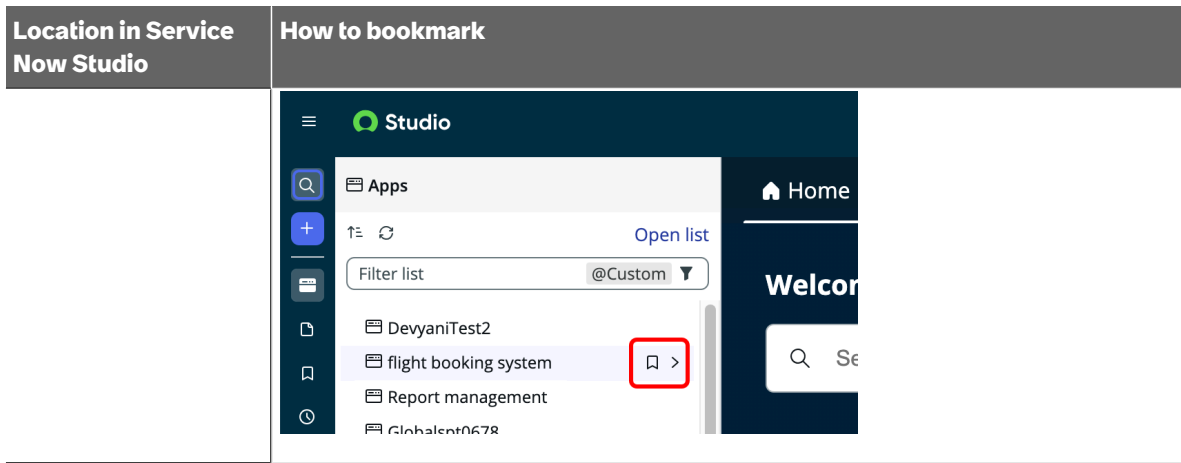 Location in Service
Now Studio
How to bookmark
Studio
Apps
Home
Open list
Filter list
@Custom
Welcor
DevyaniTest2
flight booking system
Se
Report management
Globalspt0678